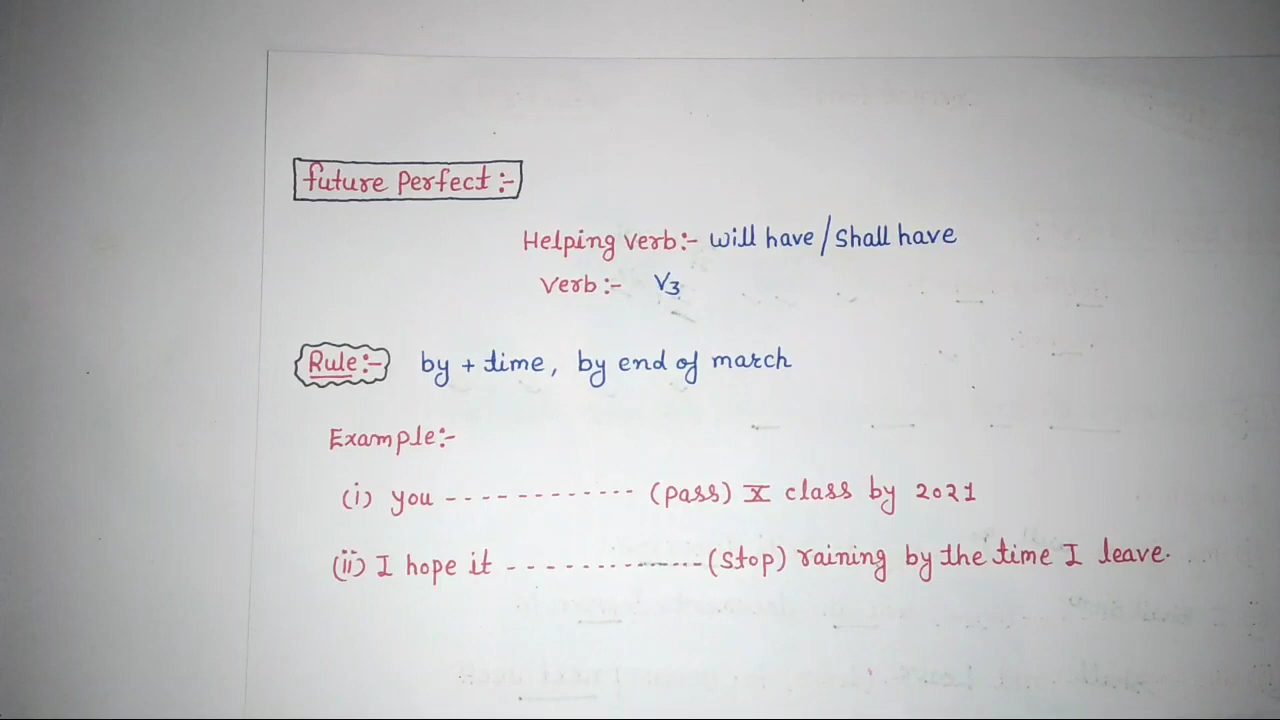 future Perfect :-
Helping verb:- will have / Shall have
Verb :- V3
Rule:- by + time, by end of march
Example:-
(i) you ------------ (pass) X class by 2021
(ii) I hope it -------------- (Stop) raining by the time I leave.